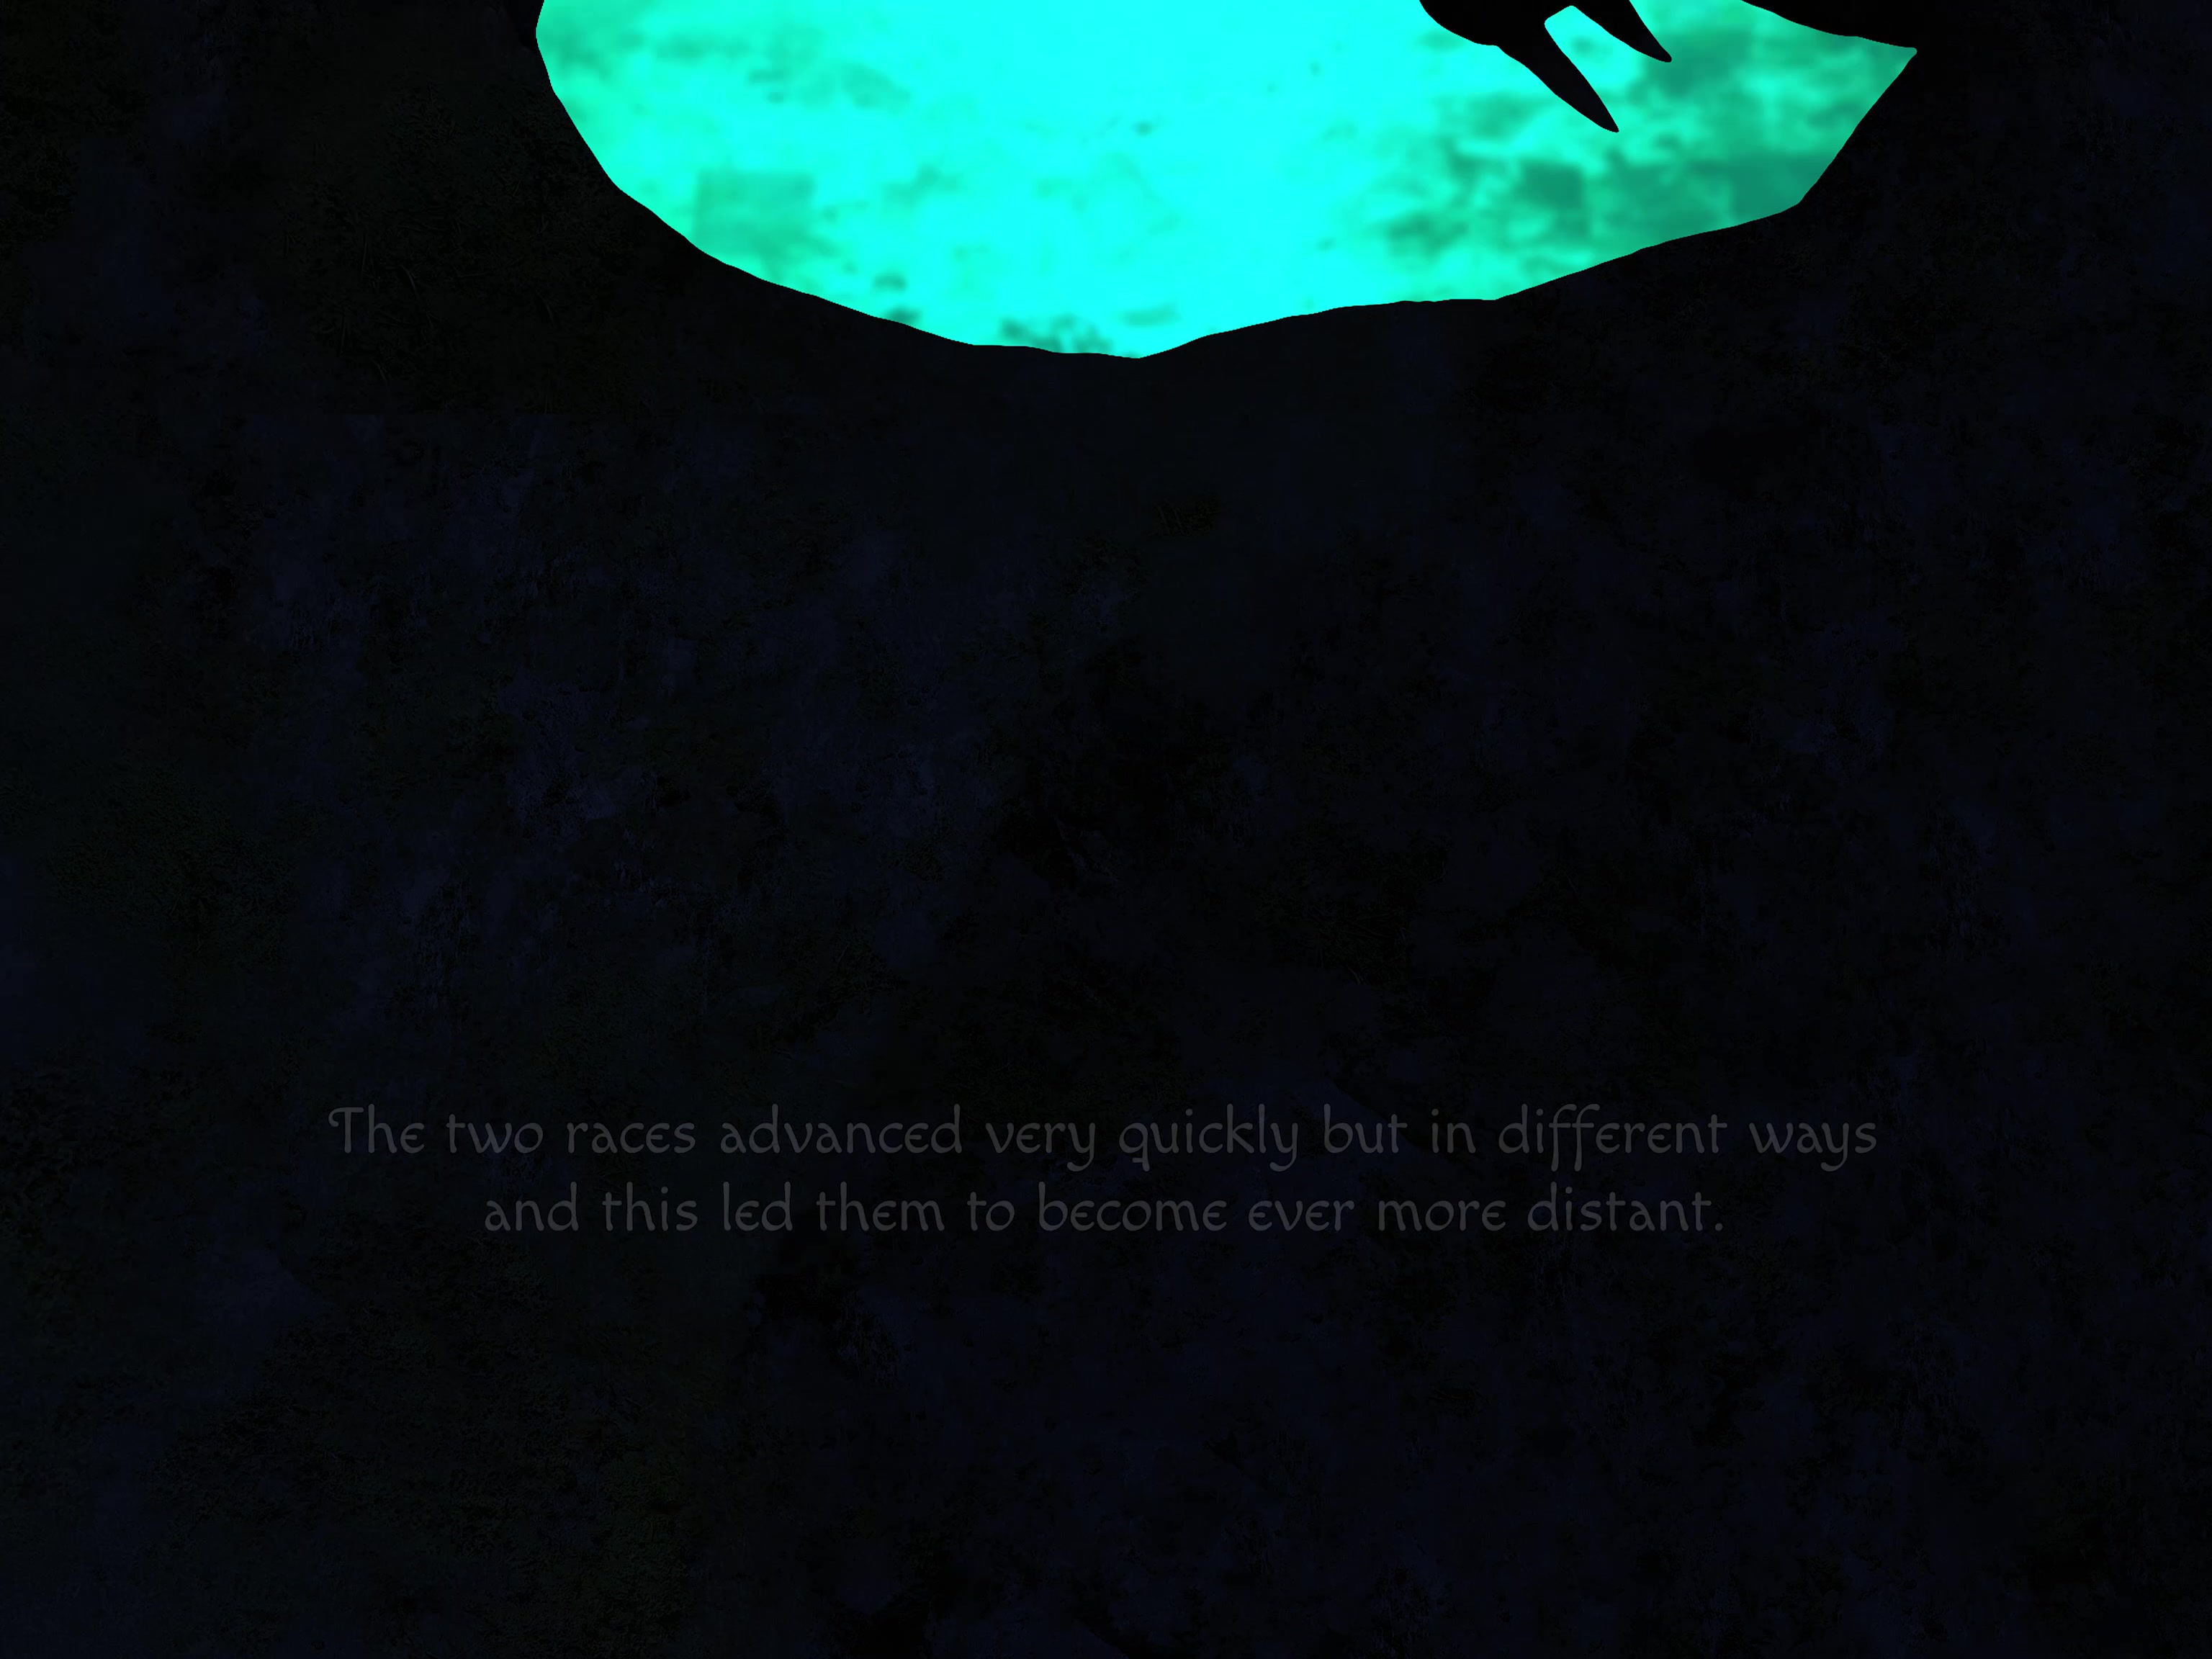 The two races advanced very quickly but in different ways
and this led them to become ever more distant.